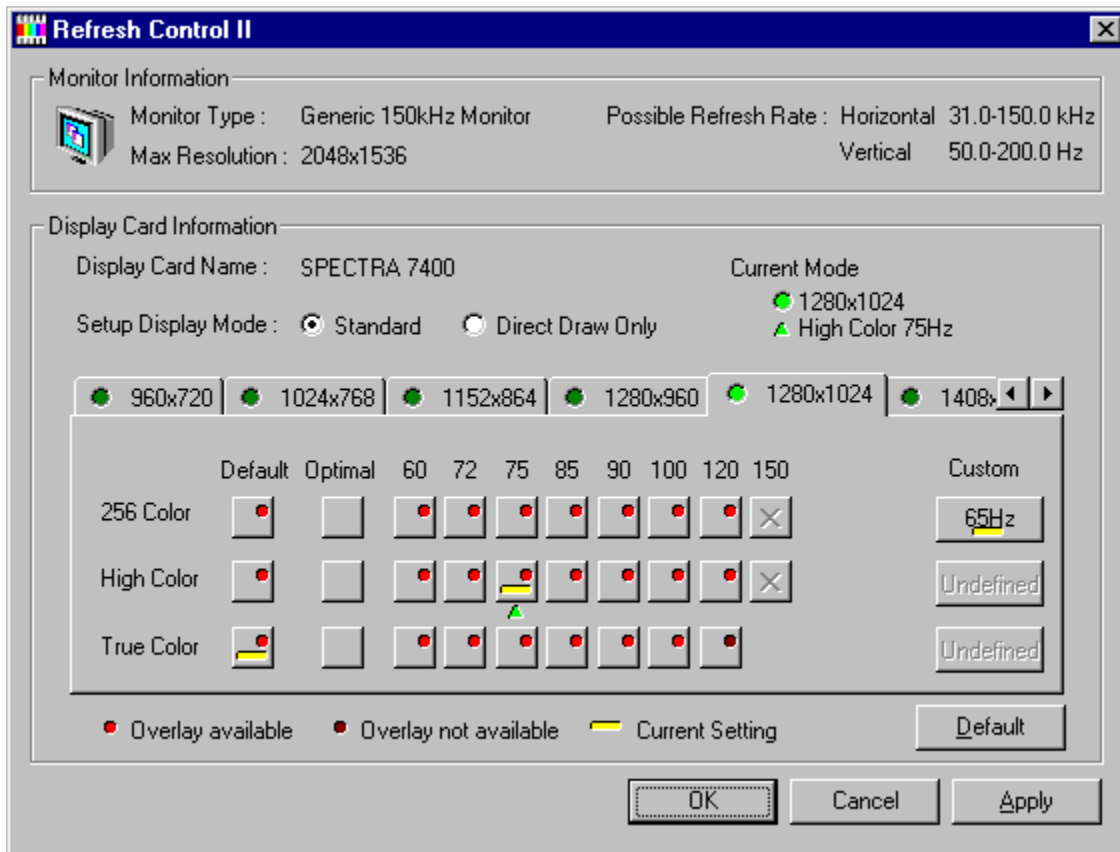 Refresh Control II
Monitor Information
Monitor Type : Generic 150kHz Monitor Possible Refresh Rate : Horizontal 31.0-150.0 kHz
Max Resolution : 2048x1536 Vertical 50.0-200.0 Hz
Display Card Information
Display Card Name : SPECTRA 7400 Current Mode
1280x1024
Setup Display Mode : Standard Direct Draw Only High Color 75Hz
960x720 1024x768 1152x864 1280x960 1280x1024 1408x
Default Optimal 60 72 75 85 90 100 120 150 Custom
256 Color 65Hz
High Color Undefined
True Color Undefined
Overlay available Overlay not available Current Setting Default
OK Cancel Apply